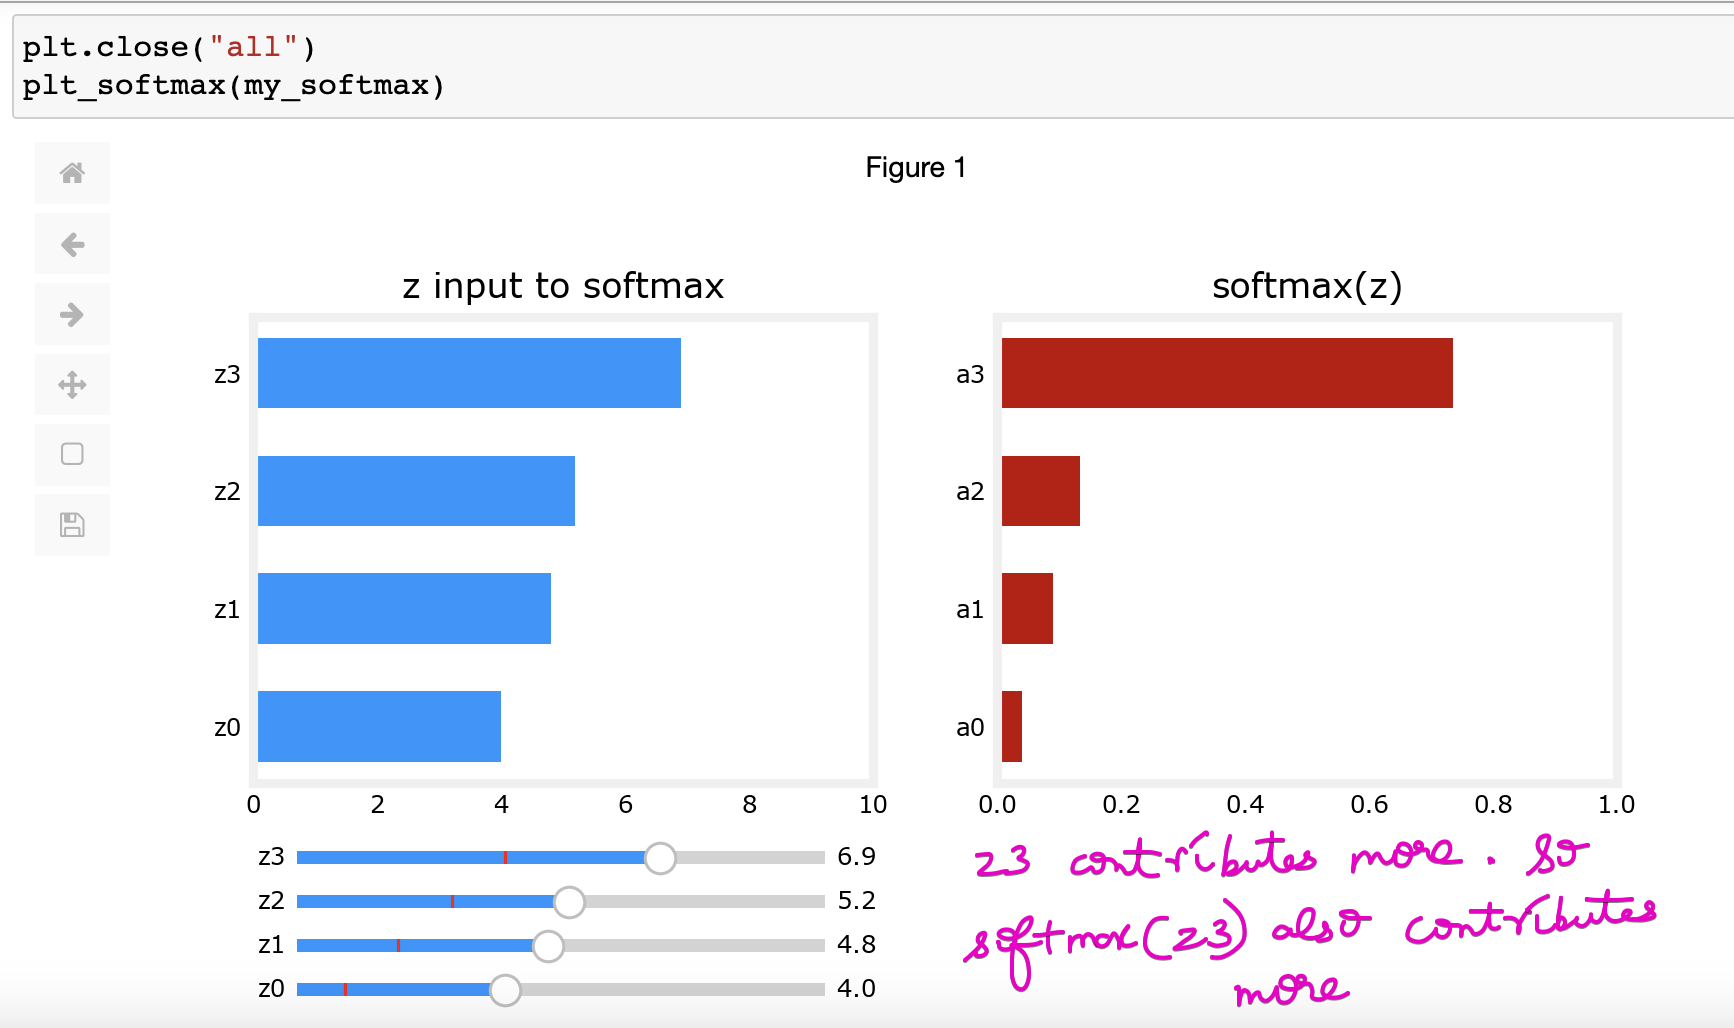 plt.close("all")
plt_softmax(my_softmax)
Figure 1
z input to softmax
z3
z2
z1
z0
0 2 4 6 8 10
softmax(z)
a3
a2
a1
a0
0.0 0.2 0.4 0.6 0.8 1.0
z3 6.9
z2 5.2
z1 4.8
z0 4.0
z3 contributes more. So
softmax(z3) also contributes
more